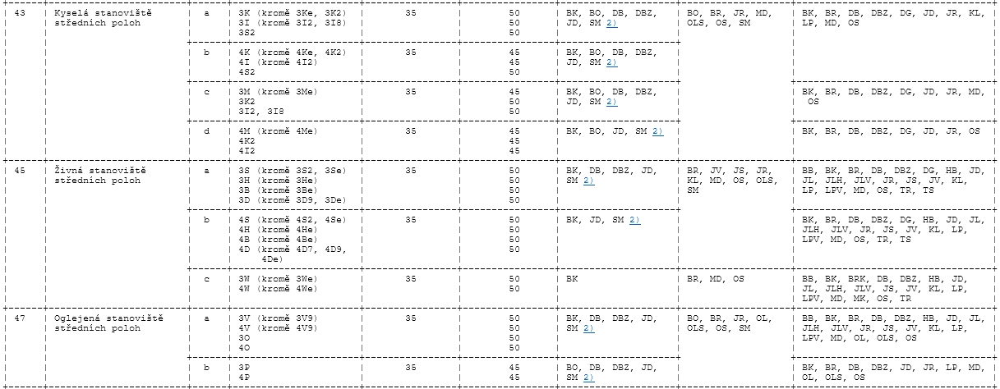 43 Kyselá stanoviště a 3K (kromě 3Ke, 3K2) 35 50 BK, BO, DB, DBZ, BO, BR, JR, MD, BK, BR, DB, DBZ, DG, JD, JR, KL,
středních poloh 3I (kromě 3I2, 3I8) 50 JD, SM 2) OLS, OS, SM LP, MD, OS
3S2 50
b 4K (kromě 4Ke, 4K2) 35 45 BK, BO, DB, DBZ,
4I (kromě 4I2) 45 JD, SM 2)
4S2 50
c 3M (kromě 3Me) 35 45 BK, BO, DB, DBZ, BK, BR, DB, DBZ, DG, JD, JR, MD,
3K2 50 JD, SM 2) OS
3I2, 3I8 50
d 4M (kromě 4Me) 35 45 BK, BO, JD, SM 2) BK, BR, DB, DBZ, DG, JD, JR, OS
4K2 45
4I2 45
45 Živná stanoviště a 3S (kromě 3S2, 3Se) 35 50 BK, DB, DBZ, JD, BR, JV, JS, JR, BB, BK, BR, DB, DBZ, DG, HB, JD,
středních poloh 3H (kromě 3He) 50 SM 2) KL, MD, OS, OLS, JL, JLH, JLV, JR, JS, JV, KL,
3B (kromě 3Be) 50 SM LP, LPV, MD, OS, TR, TS
3D (kromě 3D9, 3De) 50
b 4S (kromě 4S2, 4Se) 35 50 BK, JD, SM 2) BK, BR, DB, DBZ, DG, HB, JD, JL,
4H (kromě 4He) 50 JLH, JLV, JR, JS, JV, KL, LP,
4B (kromě 4Be) 50 LPV, MD, OS, TR, TS
4D (kromě 4D7, 4D9, 50
4De)
c 3W (kromě 3We) 35 50 BK BR, MD, OS BB, BK, BRK, DB, DBZ, HB, JD,
4W (kromě 4We) 50 JL, JLH, JLV, JS, JV, KL, LP,
LPV, MD, MK, OS, TR
47 Oglejená stanoviště a 3V (kromě 3V9) 35 50 BK, DB, DBZ, JD, BO, BR, JR, OL, BB, BK, BR, DB, DBZ, HB, JD, JL,
středních poloh 4V (kromě 4V9) 50 SM 2) OLS, OS, SM JLH, JLV, JR, JS, JV, KL, LP,
3O 50 LPV, MD, OL, OLS, OS
4O 50
b 3P 35 45 BO, DB, DBZ, JD, BK, BR, DB, DBZ, JD, JR, LP, MD,
4P 45 SM 2) OL, OLS, OS